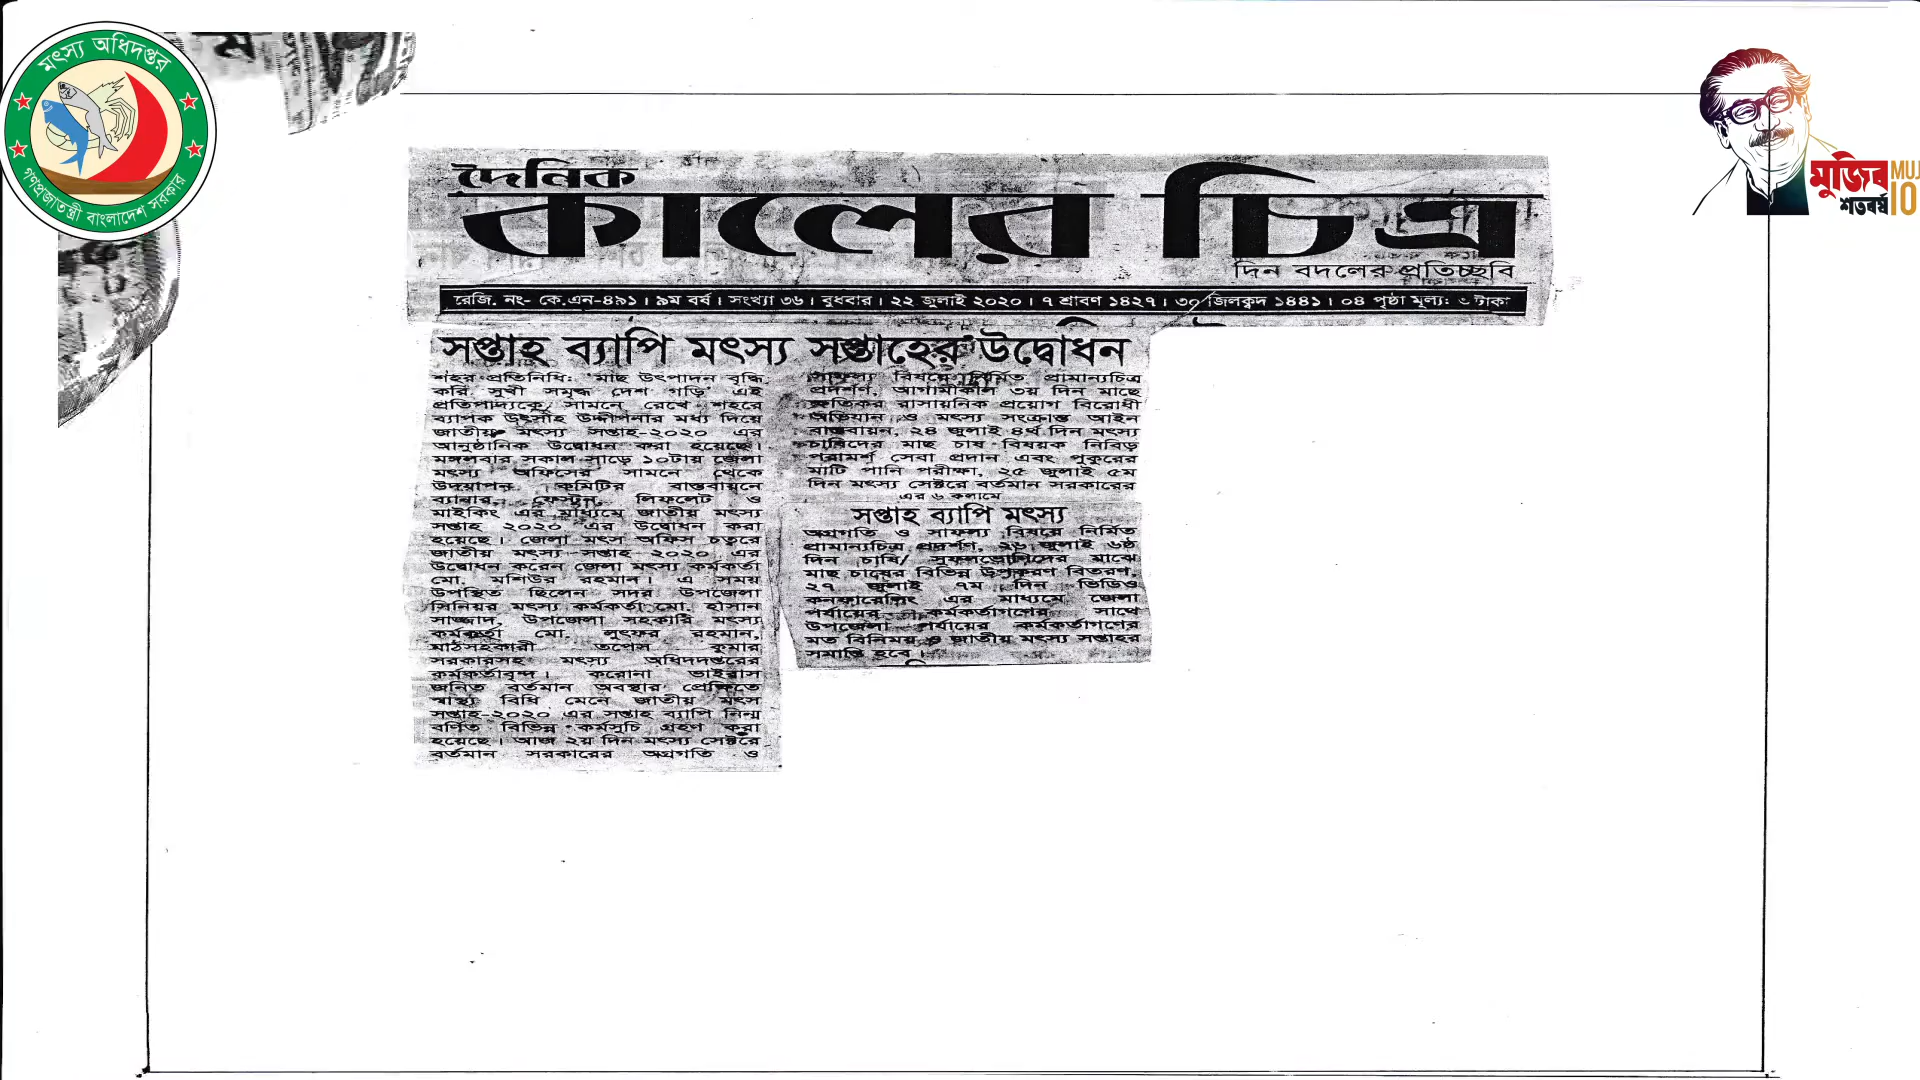 মৎস্য অধিদপ্তর
গণপ্রজাতন্ত্রী বাংলাদেশ সরকার
মুজিব
শতবর্ষ
MUJ
10
দৈনিক
কালের চিত্র
দিন বদলের প্রতিচ্ছবি
রেজি. নং- কে.এন-৪৯১ । ৯ম বর্ষ । সংখ্যা ৩৬ । বুধবার । ২২ জুলাই ২০২০ । ৭ শ্রাবণ ১৪২৭ । ৩০ জিলক্বদ ১৪৪১ । ০৪ পৃষ্ঠা মূল্য: টাকা
সপ্তাহ ব্যাপি মৎস্য সপ্তাহের উদ্বোধন
শহর প্রতিনিধি: 'মাছ উৎপাদন বৃদ্ধি
করি সুখী সমৃদ্ধ দেশ গড়ি' এই
প্রতিপাদ্যকে সামনে রেখে শহরে
ব্যাপক উৎসাহ উদ্দীপনার মধ্য দিয়ে
জাতীয় মৎস্য সপ্তাহ-২০২০ এর
আনুষ্ঠানিক উদ্বোধন করা হয়েছে।
মঙ্গলবার সকাল সাড়ে ১০টায় জেলা
মৎস্য অফিসের সামনে থেকে
উদযাপন কমিটির বাস্তবায়নে
ব্যানার, ফেস্টুন, লিফলেট ও
মাইকিং এর মাধ্যমে জাতীয় মৎস্য
সপ্তাহ ২০২০ এর উদ্বোধন করা
হয়েছে। জেলা মৎস অফিস চত্বরে
জাতীয় মৎস্য সপ্তাহ ২০২০ এর
উদ্বোধন করেন জেলা মৎস্য কর্মকর্তা
মো. মশিউর রহমান। এ সময়
উপস্থিত ছিলেন সদর উপজেলা
সিনিয়র মৎস্য কর্মকর্তা মো. হাসান
সাজ্জাদ, উপজেলা সহকারি মৎস্য
কর্মকর্তা মো. লুৎফর রহমান,
মাঠসহকারী তপেস কুমার
সরকারসহ মৎস্য অধিদদপ্তরের
কর্মকর্তাবৃন্দ। করোনা ভাইরাস
জনিত বর্তমান অবস্থার প্রেক্ষিতে
স্বাস্থ্য বিধি মেনে জাতীয় মৎস
সপ্তাহ-২০২০ এর সপ্তাহ ব্যাপি নিন্ম
বর্ণিত বিভিন্ন কর্মসুচি গ্রহণ করা
হয়েছে। আজ ২য় দিন মৎস্য সেক্টরে
বর্তমান সরকারের অগ্রগতি ও
সাফল্য বিষয়ে নির্মিত প্রামান্যচিত্র
প্রদর্শণ, আগামীকাল ৩য় দিন মাছে
ক্ষতিকর রাসায়নিক প্রয়োগ বিরোধী
অভিযান ও মৎস্য সংক্রান্ত আইন
বাস্তবায়ন, ২৪ জুলাই ৪র্থ দিন মৎস্য
চাষিদের মাছ চাষ বিষয়ক নিবিড়
পরামর্শ সেবা প্রদান এবং পুকুরের
মাটি পানি পরীক্ষা, ২৫ জুলাই ৫ম
দিন মৎস্য সেক্টরে বর্তমান সরকারের
এর ৬ কলামে
সপ্তাহ ব্যাপি মৎস্য
অগ্রগতি ও সাফল্য বিষয়ে নির্মিত
প্রামান্যচিত্র প্রদর্শণ, ২৬ জুলাই ৬ষ্ঠ
দিন চাষি/ সুফলভোগিদের মাঝে
মাছ চাষের বিভিন্ন উপকরণ বিতরণ,
২৭ জুলাই ৭ম দিন ভিডিও
কনফারেন্সিং এর মাধ্যমে জেলা
পর্যায়ের কর্মকর্তাগণের সাথে
উপজেলা পর্যায়ের কর্মকর্তাগণের
মত বিনিময় ও জাতীয় মৎস্য সপ্তাহর
সমাপ্তি হবে।